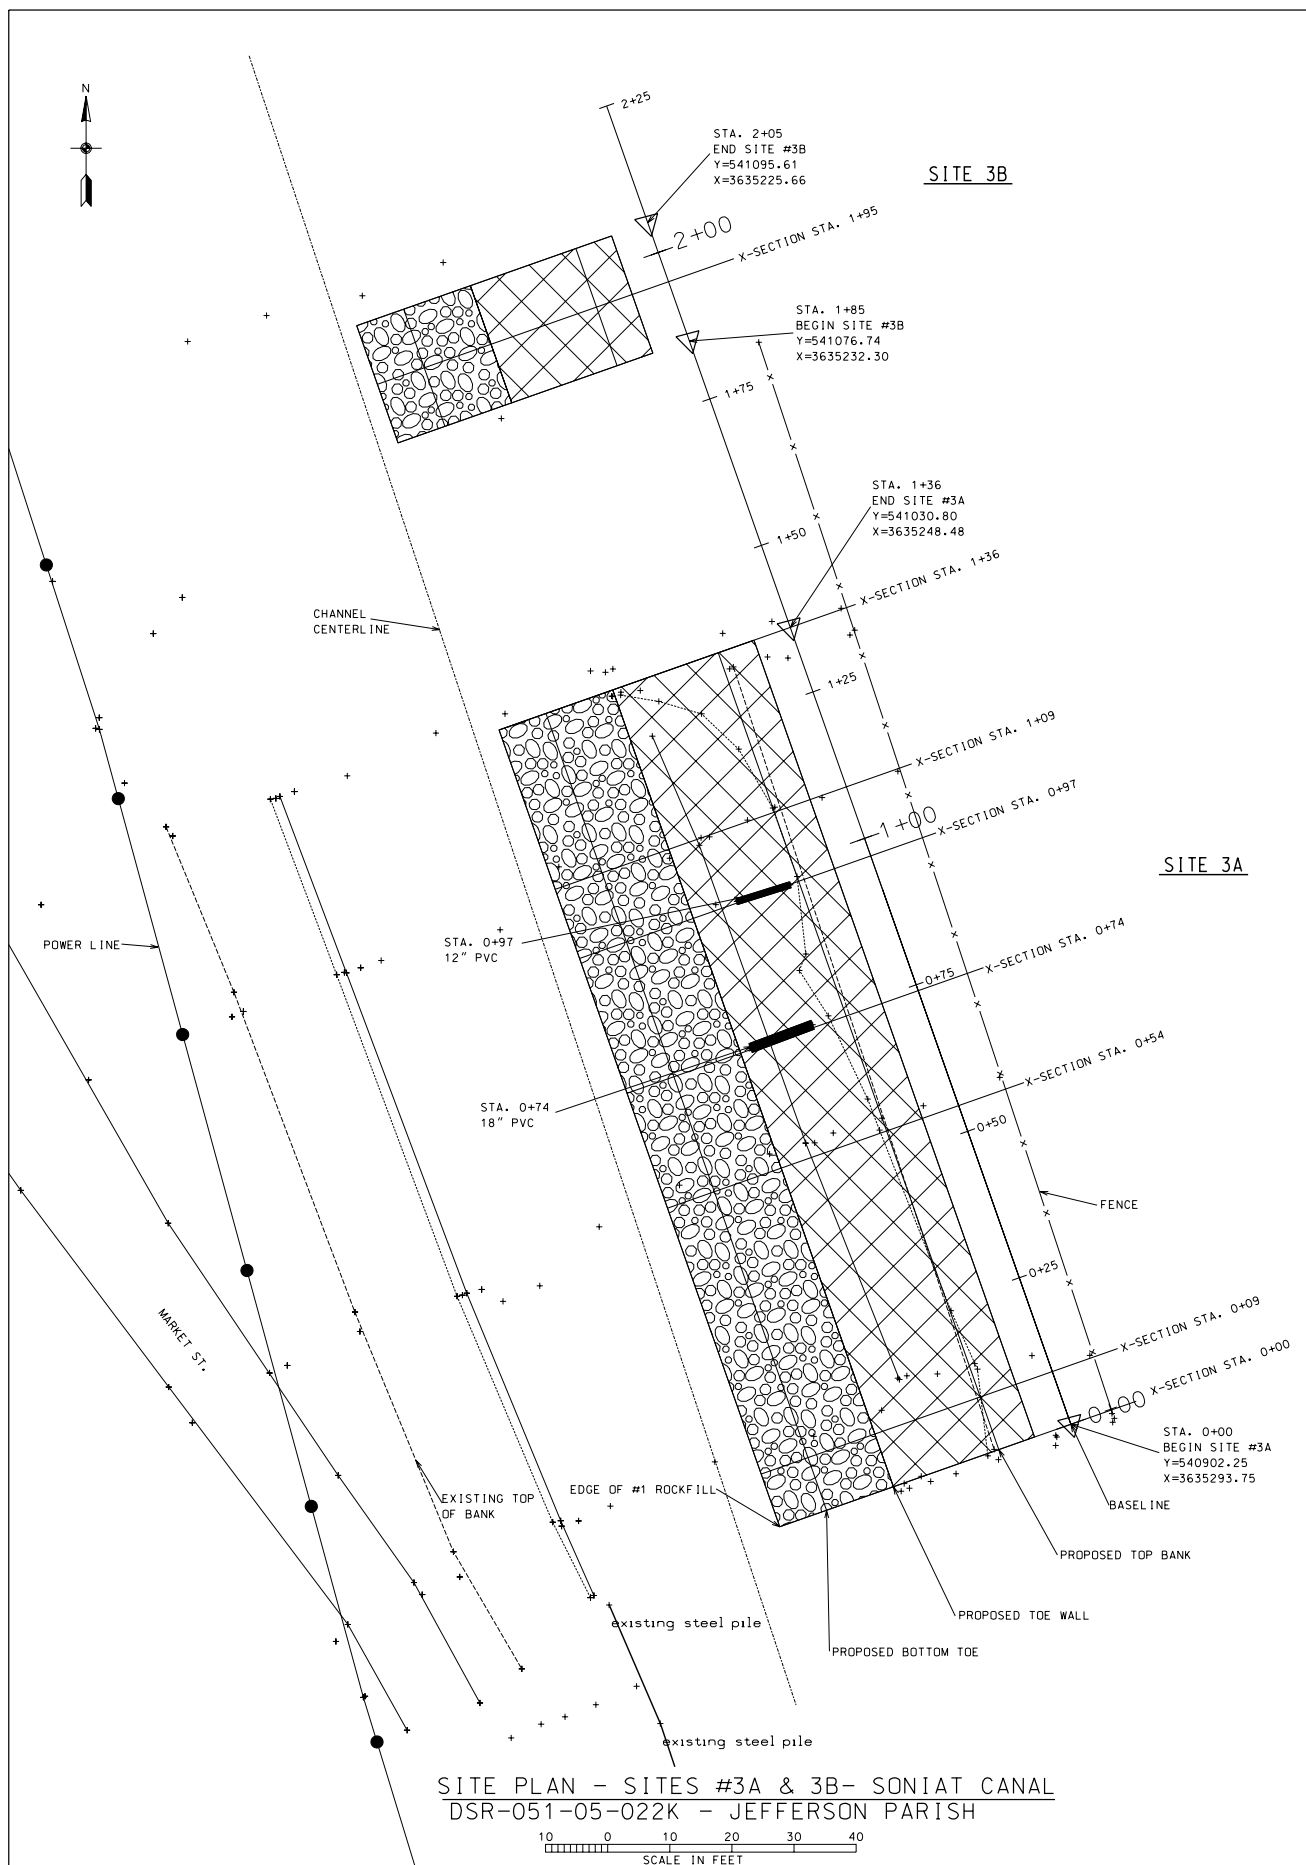 N
2+25
STA. 2+05
END SITE #3B
Y=541095.61
X=3635225.66
SITE 3B
2+00
X-SECTION STA. 1+95
STA. 1+85
BEGIN SITE #3B
Y=541076.74
X=3635232.30
1+75
STA. 1+36
END SITE #3A
Y=541030.80
X=3635248.48
1+50
X-SECTION STA. 1+36
CHANNEL
CENTERLINE
1+25
X-SECTION STA. 1+09
X-SECTION STA. 0+97
1+00
SITE 3A
POWER LINE
STA. 0+97
12" PVC
X-SECTION STA. 0+74
0+75
X-SECTION STA. 0+54
STA. 0+74
18" PVC
0+50
FENCE
0+25
MARKET ST.
X-SECTION STA. 0+09
X-SECTION STA. 0+00
0+00
STA. 0+00
BEGIN SITE #3A
Y=540902.25
X=3635293.75
EDGE OF #1 ROCKFILL
EXISTING TOP
OF BANK
BASELINE
PROPOSED TOP BANK
PROPOSED TOE WALL
existing steel pile
PROPOSED BOTTOM TOE
existing steel pile
SITE PLAN - SITES #3A & 3B- SONIAT CANAL
DSR-051-05-022K - JEFFERSON PARISH
10 0 10 20 30 40
SCALE IN FEET